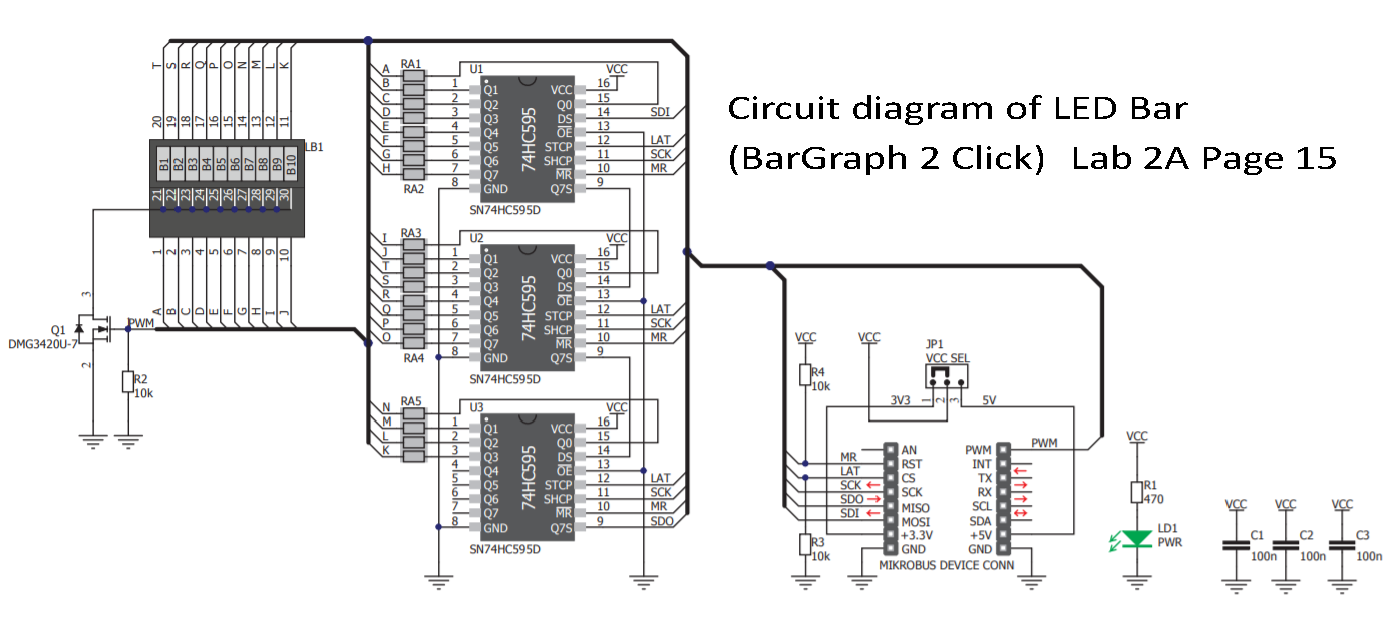 Circuit diagram of LED Bar
(BarGraph 2 Click) Lab 2A Page 15
T S R Q P O N M L K
20 19 18 17 16 15 14 13 12 11
LB1
B1 B2 B3 B4 B5 B6 B7 B8 B9 B10
21 22 23 24 25 26 27 28 29 30
1 2 3 4 5 6 7 8 9 10
A B C D E F G H I J
3
Q1
DMG3420U-7
2
PWM
R2
10k
A RA1 U1 VCC
B 1 Q1 VCC 16
C 2 Q2 Q0 15
D 3 Q3 DS 14 SDI
E 4 Q4 OE 13
F 5 Q5 STCP 12 LAT
G 6 Q6 SHCP 11 SCK
H 7 Q7 MR 10 MR
RA2 8 GND Q7S 9
74HC595
SN74HC595D
I RA3 U2 VCC
J 1 Q1 VCC 16
T 2 Q2 Q0 15
S 3 Q3 DS 14
R 4 Q4 OE 13
Q 5 Q5 STCP 12 LAT
P 6 Q6 SHCP 11 SCK
O 7 Q7 MR 10 MR
RA4 8 GND Q7S 9
74HC595
SN74HC595D
N RA5 U3 VCC
M 1 Q1 VCC 16
L 2 Q2 Q0 15
K 3 Q3 DS 14
4 Q4 OE 13
5 Q5 STCP 12 LAT
6 Q6 SHCP 11 SCK
7 Q7 MR 10 MR
8 GND Q7S 9 SDO
74HC595
SN74HC595D
VCC VCC JP1
VCC SEL
R4
10k
3V3 1 2 3 5V
AN PWM PWM
MR RST INT
LAT CS TX
SCK SCK RX
SDO MISO SCL
SDI MOSI SDA
+3.3V +5V
GND GND
MIKROBUS DEVICE CONN
R3
10k
VCC
R1
470
LD1
PWR
VCC VCC VCC
C1 C2 C3
100n 100n 100n